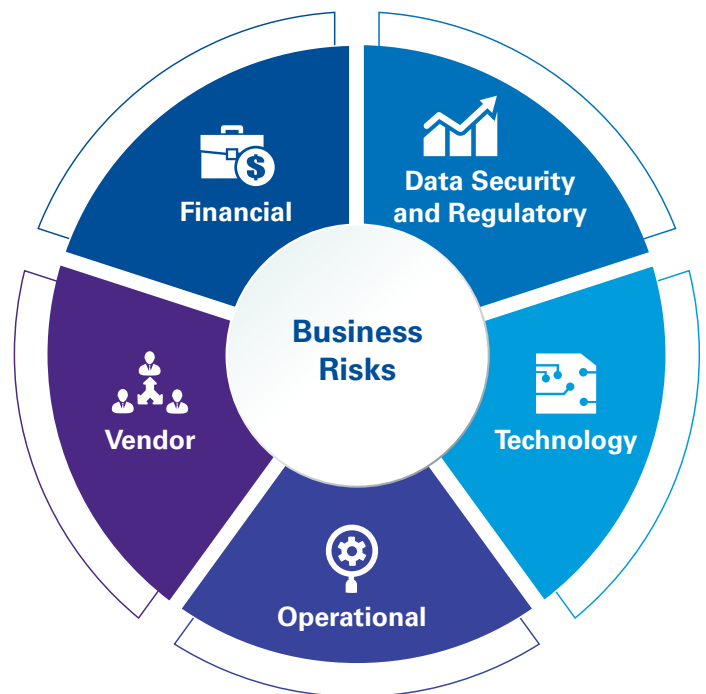 Financial
Data Security
and Regulatory
Business
Risks
Vendor
Technology
Operational